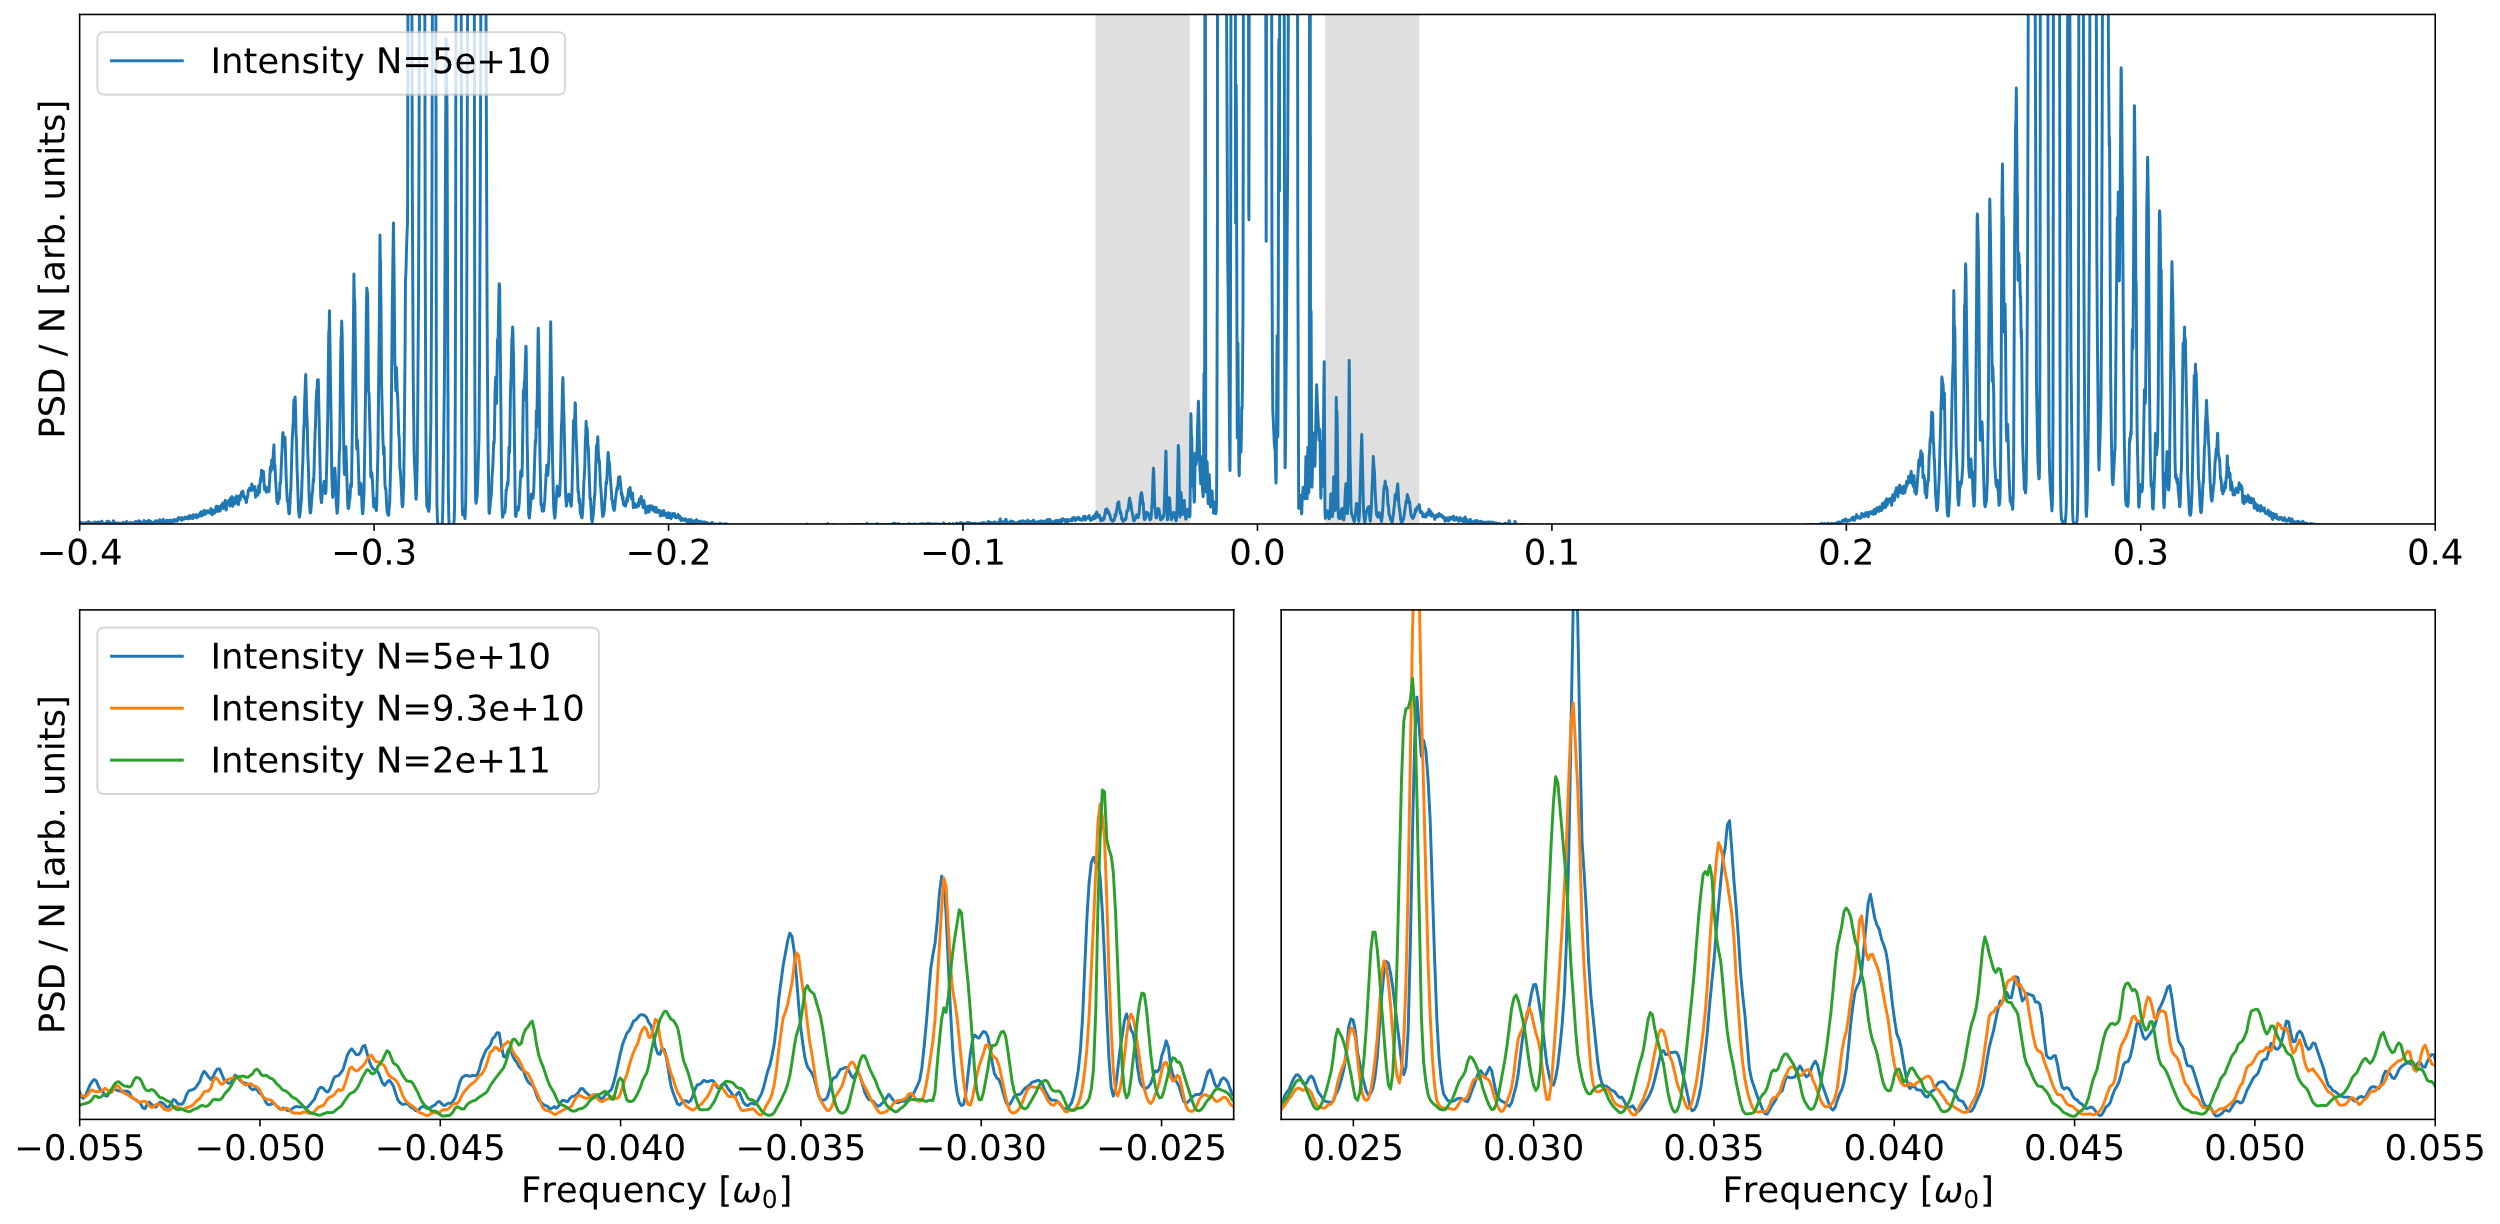 PSD / N [arb. units]
Intensity N=5e+10
−0.4 −0.3 −0.2 −0.1 0.0 0.1 0.2 0.3 0.4
PSD / N [arb. units]
Intensity N=5e+10
Intensity N=9.3e+10
Intensity N=2e+11
−0.055 −0.050 −0.045 −0.040 −0.035 −0.030 −0.025
Frequency [ω₀]
0.025 0.030 0.035 0.040 0.045 0.050 0.055
Frequency [ω₀]